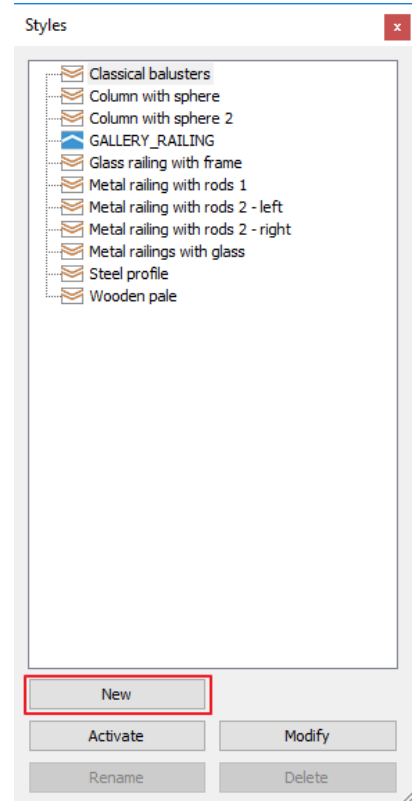 Styles
x
Classical balusters
Column with sphere
Column with sphere 2
GALLERY_RAILING
Glass railing with frame
Metal railing with rods 1
Metal railing with rods 2 - left
Metal railing with rods 2 - right
Metal railings with glass
Steel profile
Wooden pale
New
Activate Modify
Rename Delete